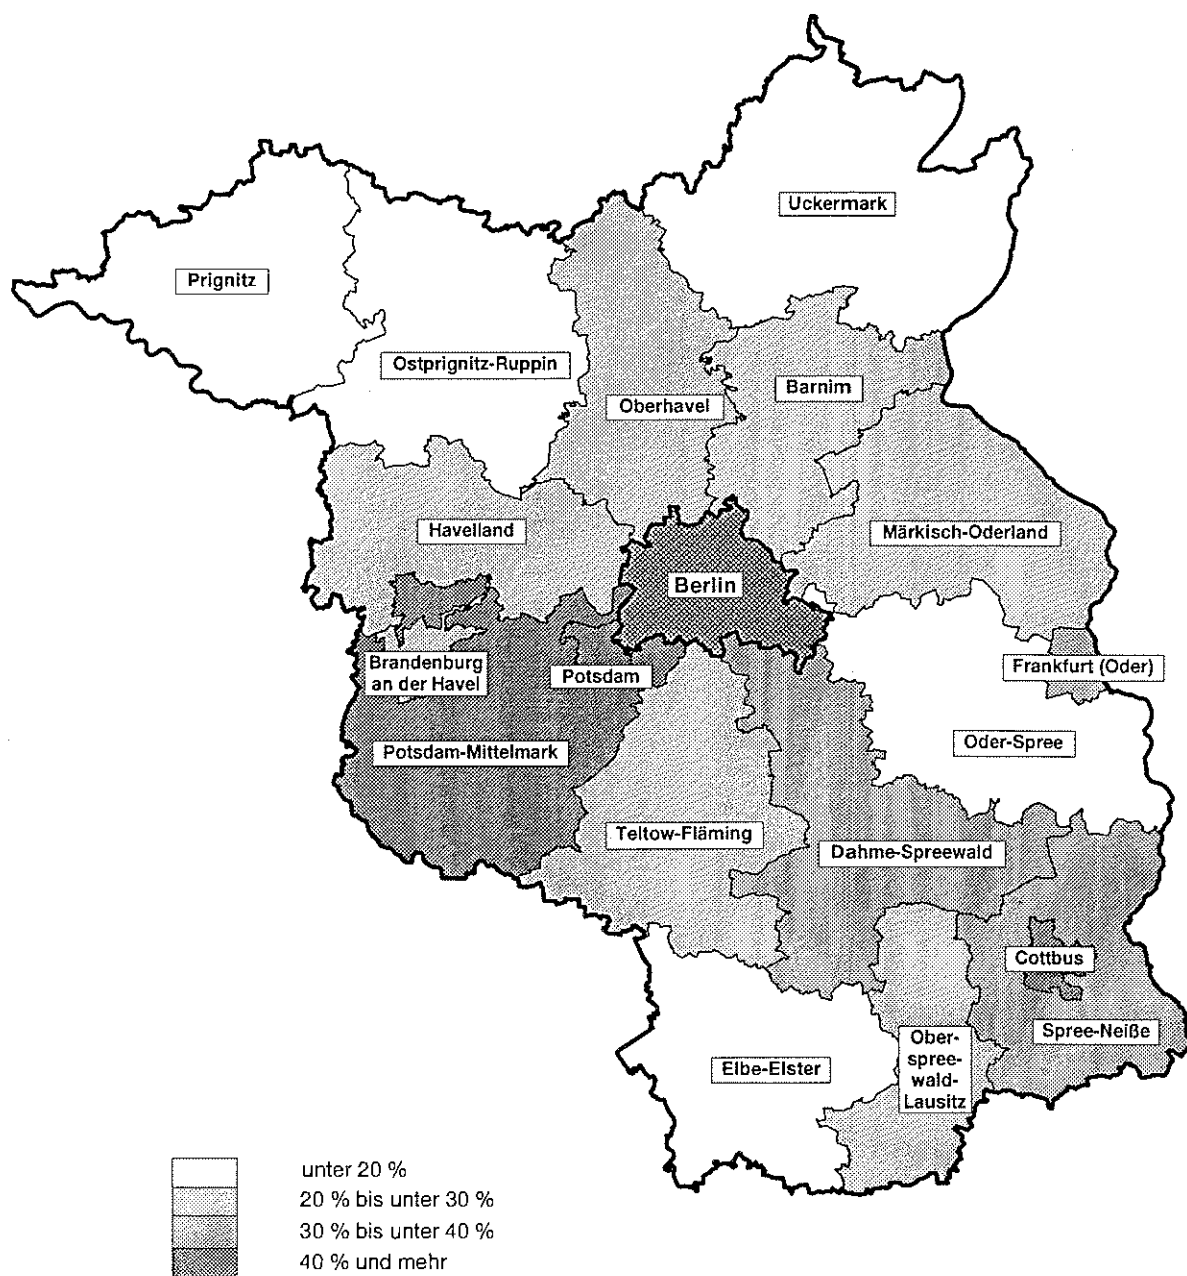 Uckermark
Prignitz
Ostprignitz-Ruppin
Barnim
Oberhavel
Havelland
Märkisch-Oderland
Berlin
Brandenburg
an der Havel
Potsdam
Frankfurt (Oder)
Potsdam-Mittelmark
Oder-Spree
Teltow-Fläming
Dahme-Spreewald
Cottbus
Spree-Neiße
Elbe-Elster
Ober-
spree-
wald-
Lausitz
unter 20 %
20 % bis unter 30 %
30 % bis unter 40 %
40 % und mehr